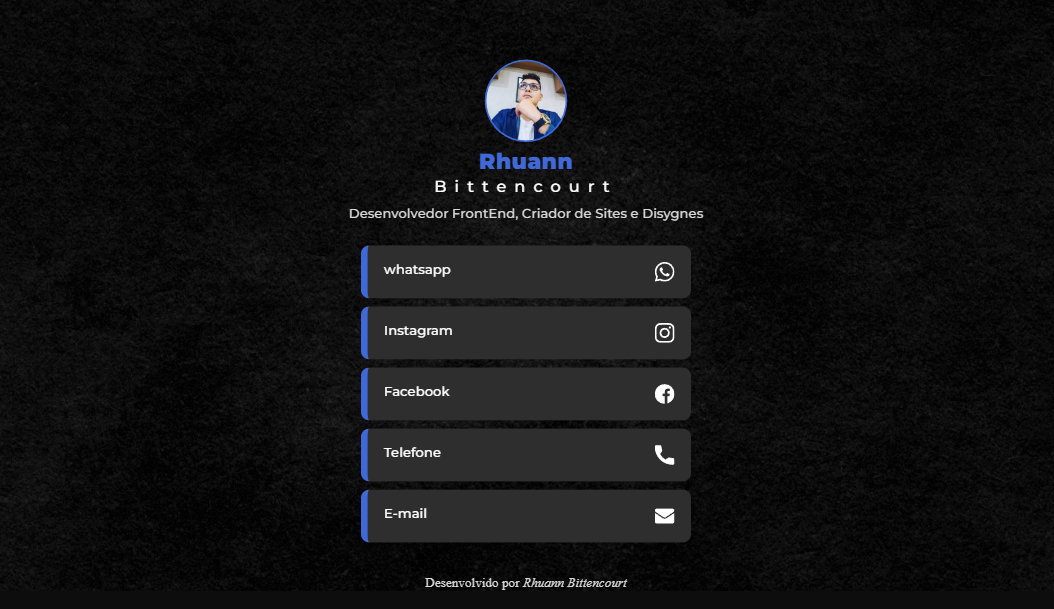 Rhuann
Bittencourt
Desenvolvedor FrontEnd, Criador de Sites e Disygnes
whatsapp
Instagram
Facebook
Telefone
E-mail
Desenvolvido por Rhuann Bittencourt